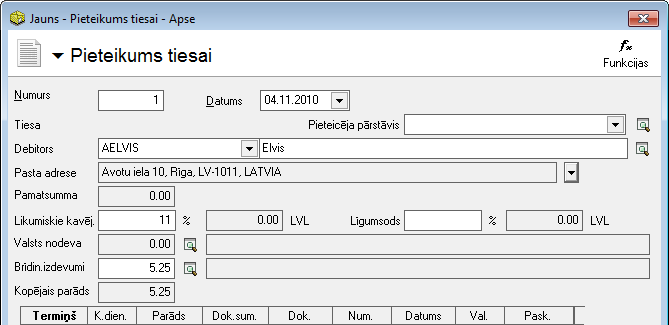 Jauns - Pieteikums tiesai - Apse
Pieteikums tiesai
fx
Funkcijas
Numurs 1 Datums 04.11.2010
Tiesa Pieteicēja pārstāvis
Debitors AELVIS Elvis
Pasta adrese Avotu iela 10, Rīga, LV-1011, LATVIA
Pamatsumma 0.00
Likumiskie kavēj. 11 % 0.00 LVL Līgumsods % 0.00 LVL
Valsts nodeva 0.00
Brīdin.izdevumi 5.25
Kopējais parāds 5.25
Termiņš K.dien. Parāds Dok.sum. Dok. Num. Datums Val. Pask.